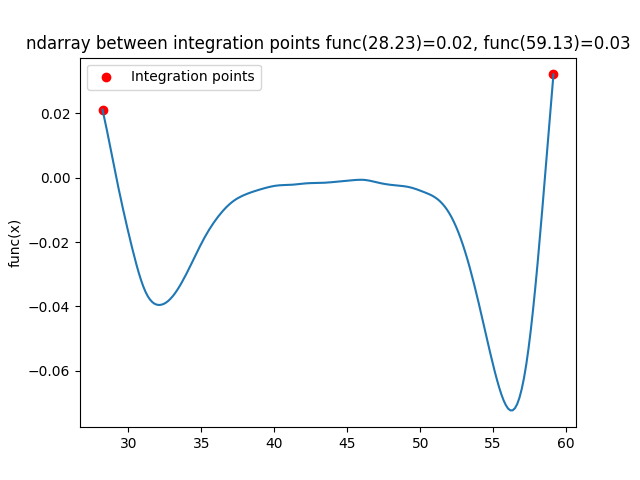 ndarray between integration points func(28.23)=0.02, func(59.13)=0.03
Integration points
func(x)
0.02
0.00
−0.02
−0.04
−0.06
30 35 40 45 50 55 60